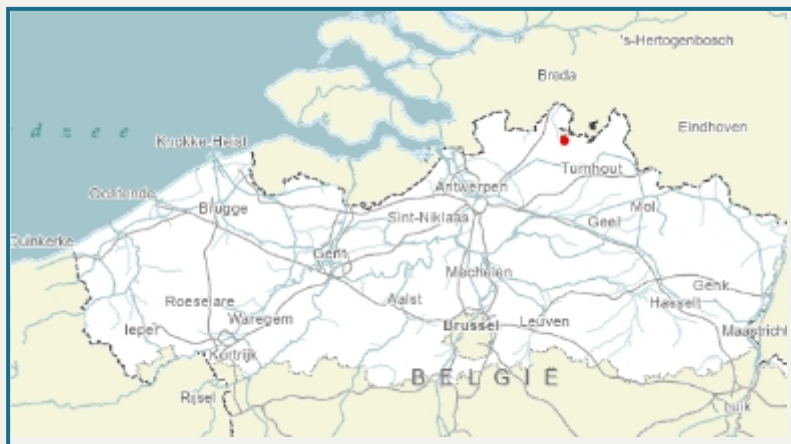 's-Hertogenbosch
Breda
d z e e
Eindhoven
Knokke-Heist
Turnhout
Antwerpen
Oostende
Brugge
Mol
Sint-Niklaas
Geel
Duinkerke
Gent
Mechelen
Genk
Roeselare
Aalst
Hasselt
Waregem
Ieper
Brussel
Leuven
Maastricht
Kortrijk
BELGIË
Rijsel
Luik